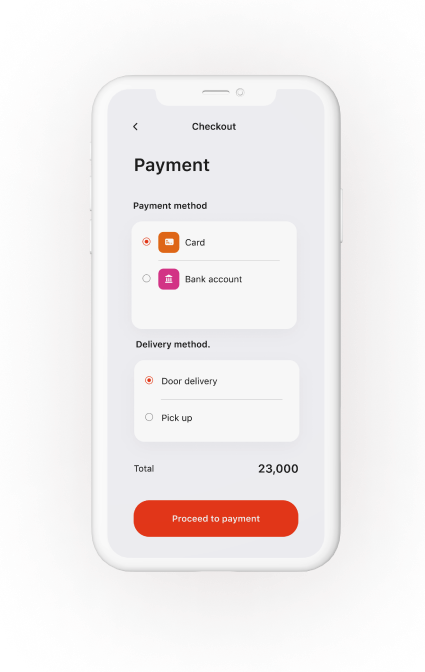 Checkout
Payment
Payment method
Card
Bank account
Delivery method.
Door delivery
Pick up
Total 23,000
Proceed to payment